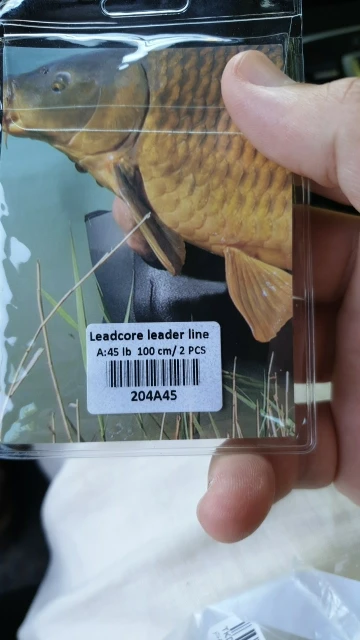 Leadcore leader line
A:45 lb 100 cm/ 2 PCS
204A45